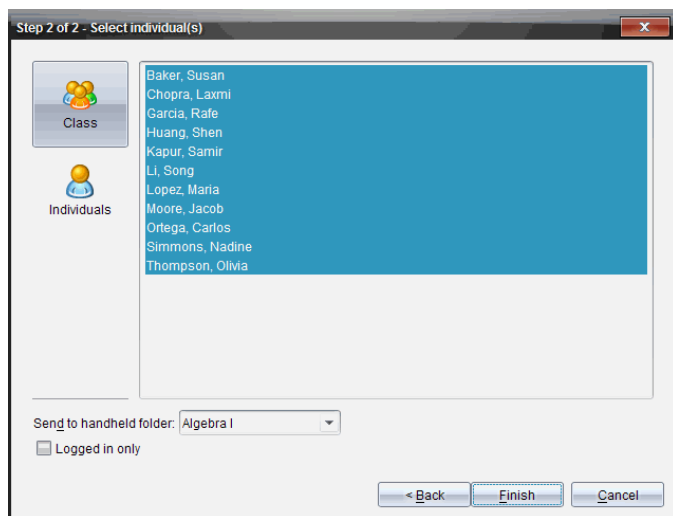 Step 2 of 2 - Select individual(s)
Class
Individuals
Baker, Susan
Chopra, Laxmi
Garcia, Rafe
Huang, Shen
Kapur, Samir
Li, Song
Lopez, Maria
Moore, Jacob
Ortega, Carlos
Simmons, Nadine
Thompson, Olivia
Send to handheld folder: Algebra I
Logged in only
< Back Finish Cancel